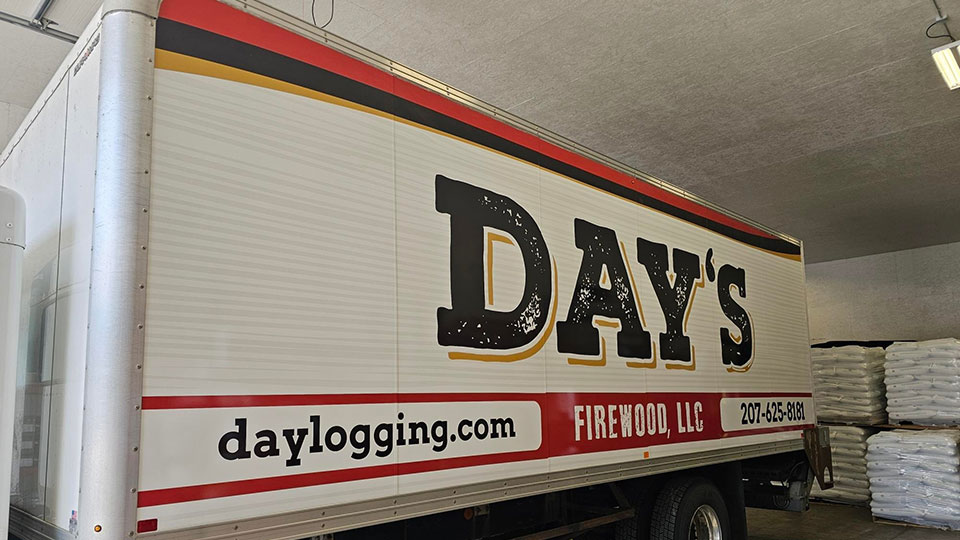 DAY'S
daylogging.com
FIREWOOD, LLC
207-625-8181